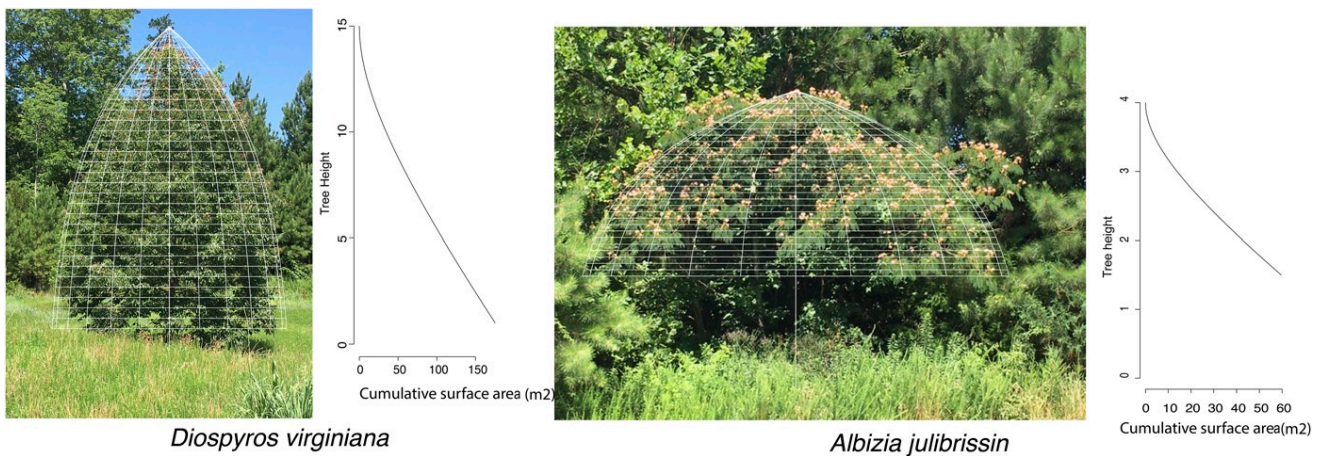 15
10
5
0
Tree Height
0 50 100 150
Cumulative surface area (m2)
Diospyros virginiana
4
3
2
1
0
Tree height
0 10 20 30 40 50 60
Cumulative surface area(m2)
Albizia julibrissin